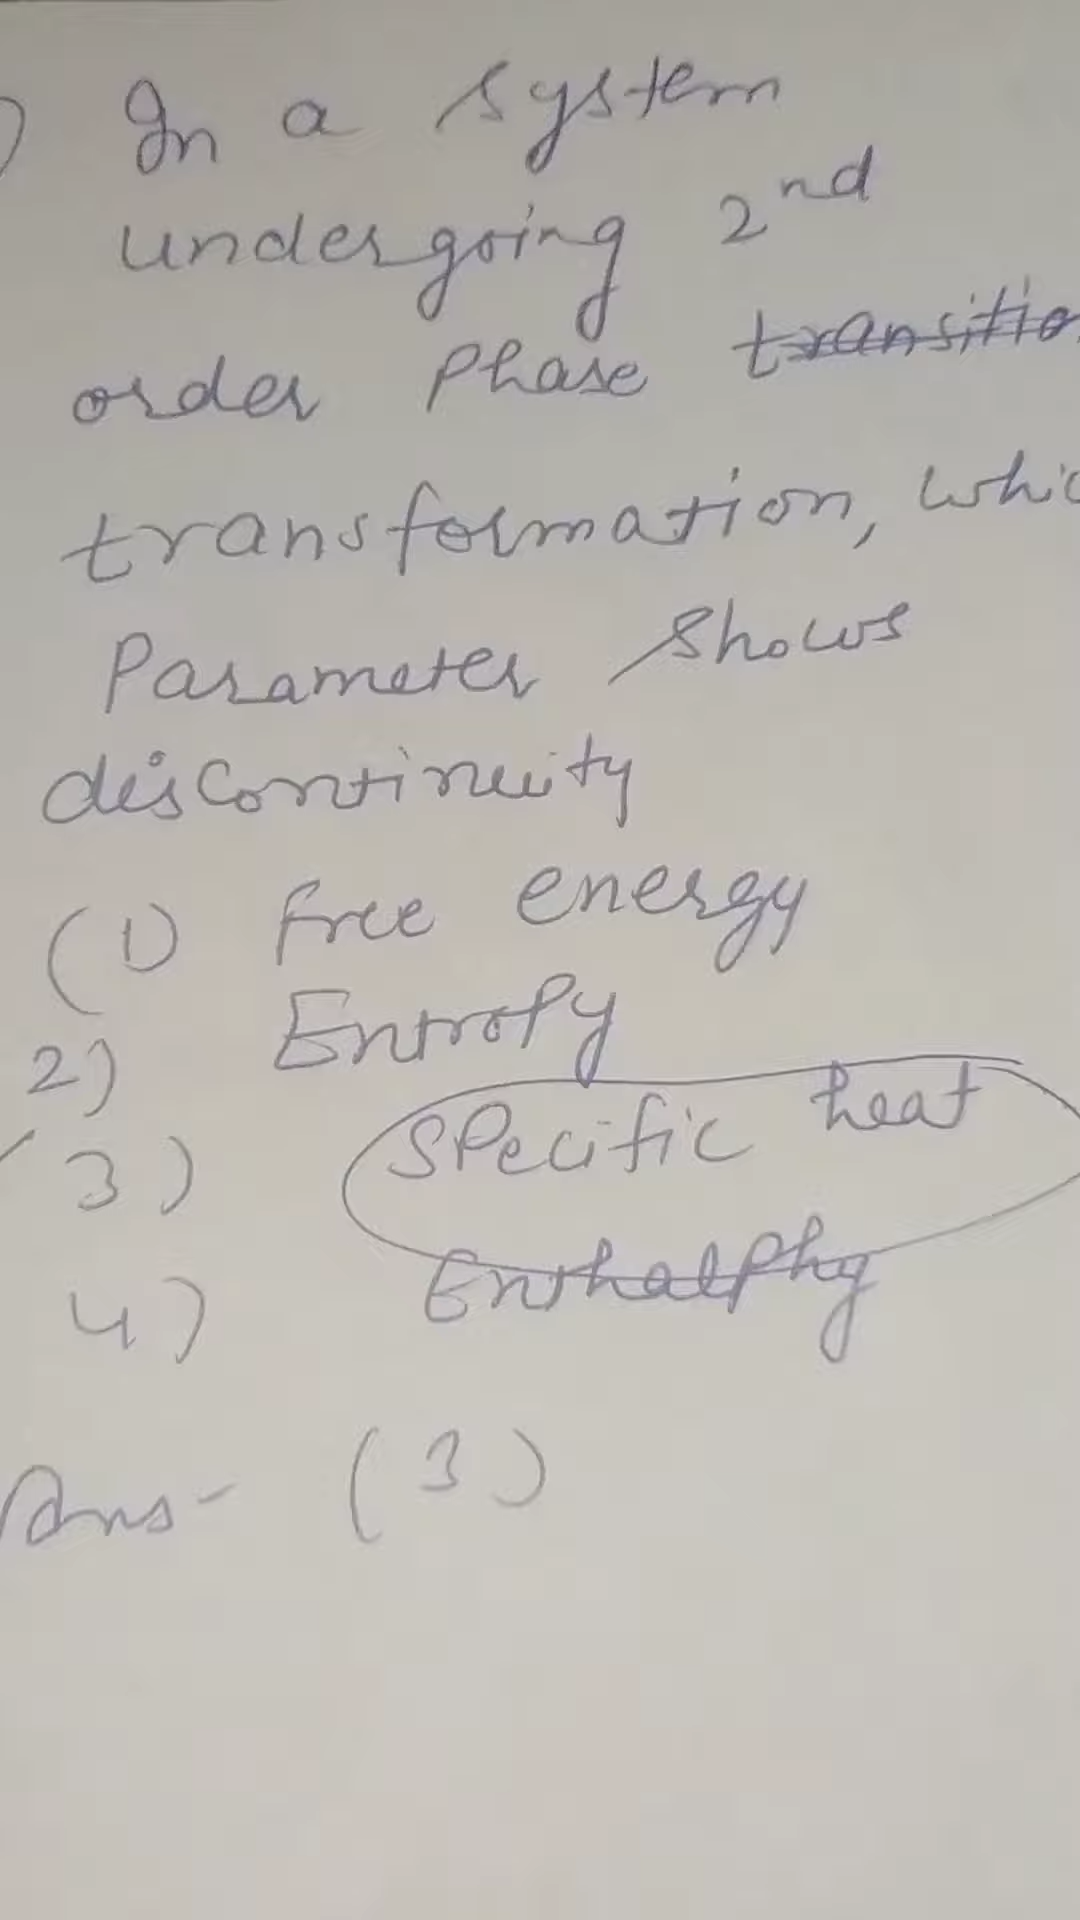 ) In a system
undergoing 2nd
order Phase transitio
transformation, whic
Parameter shows
discontinuity
(1) free energy
2) Entropy
3) SPecific heat
4) Enthalphy
Ans- (3)